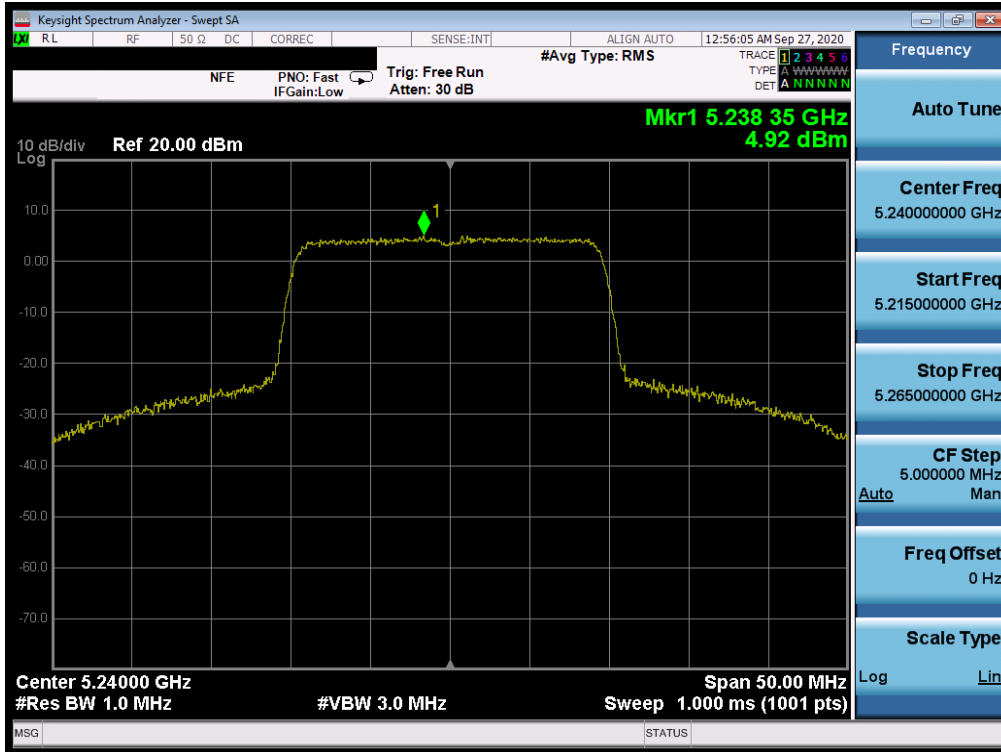 Keysight Spectrum Analyzer - Swept SA
LXI RL RF 50 Ω DC CORREC SENSE:INT ALIGN AUTO 12:56:05 AM Sep 27, 2020
NFE PNO: Fast Trig: Free Run #Avg Type: RMS TRACE 1 2 3 4 5 6
IFGain:Low Atten: 30 dB TYPE A WWWWW
DET A N N N N N
Mkr1 5.238 35 GHz
4.92 dBm
10 dB/div Ref 20.00 dBm
Log
1
10.0
0.00
-10.0
-20.0
-30.0
-40.0
-50.0
-60.0
-70.0
Center 5.24000 GHz Span 50.00 MHz
#Res BW 1.0 MHz #VBW 3.0 MHz Sweep 1.000 ms (1001 pts)
MSG STATUS
Frequency
Auto Tune
Center Freq
5.240000000 GHz
Start Freq
5.215000000 GHz
Stop Freq
5.265000000 GHz
CF Step
5.000000 MHz
Auto Man
Freq Offset
0 Hz
Scale Type
Log Lin